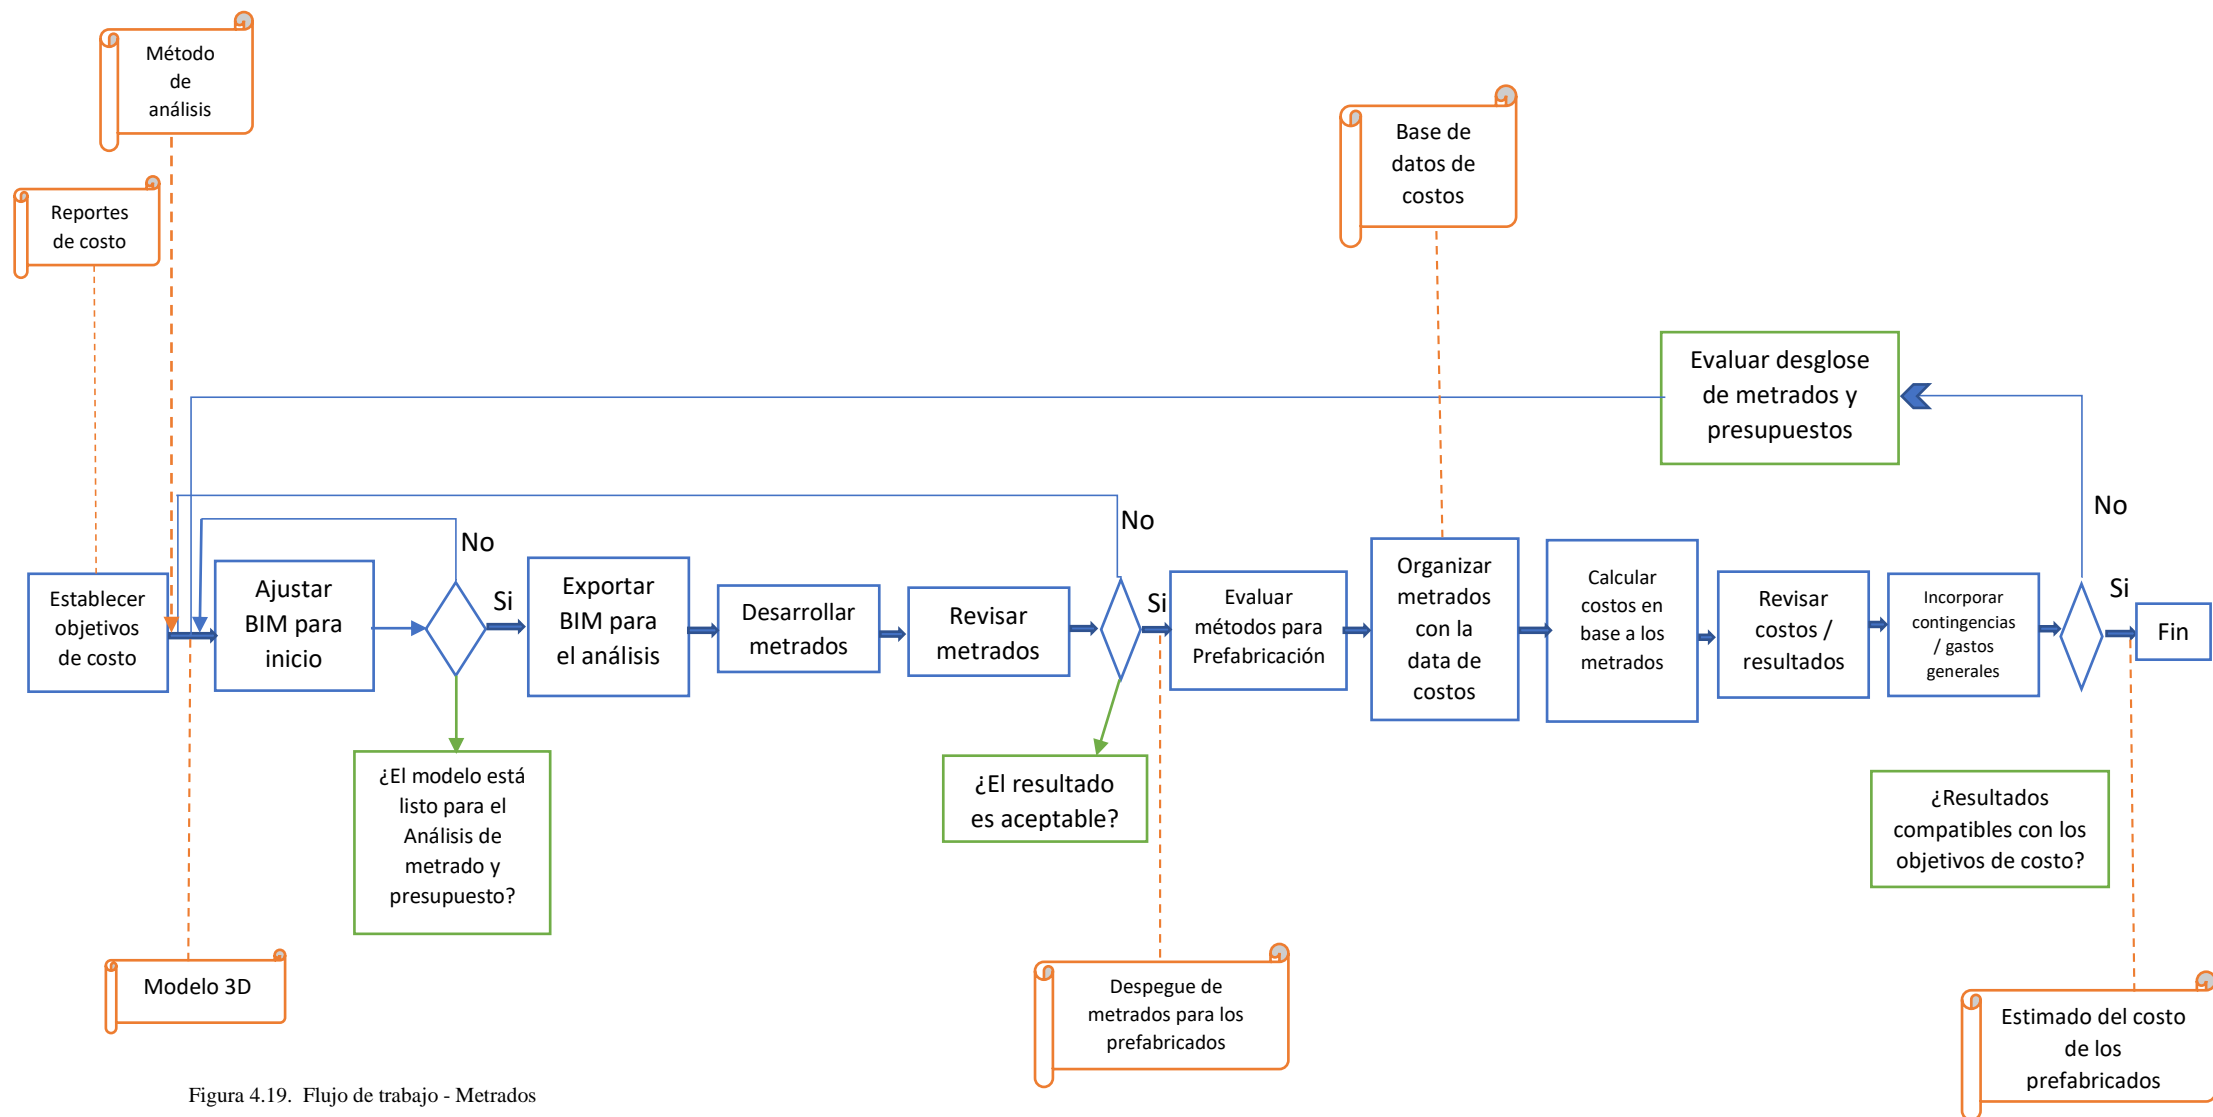 Método
de
análisis
Reportes
de costo
Base de
datos de
costos
Evaluar desglose
de metrados y
presupuestos
No
No
No
Establecer
objetivos
de costo
Ajustar
BIM para
inicio
Si
Exportar
BIM para
el análisis
Desarrollar
metrados
Revisar
metrados
Si
Evaluar
métodos para
Prefabricación
Organizar
metrados
con la
data de
costos
Calcular
costos en
base a los
metrados
Revisar
costos /
resultados
Incorporar
contingencias
/ gastos
generales
Si
Fin
¿El modelo está
listo para el
Análisis de
metrado y
presupuesto?
¿El resultado
es aceptable?
¿Resultados
compatibles con los
objetivos de costo?
Modelo 3D
Despegue de
metrados para los
prefabricados
Estimado del costo
de los
prefabricados
Figura 4.19. Flujo de trabajo - Metrados